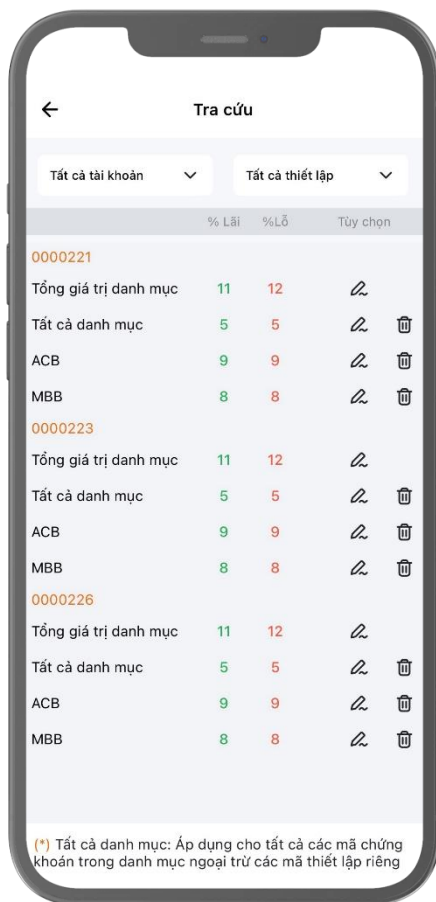 Tra cứu
Tất cả tài khoản Tất cả thiết lập
% Lãi %Lỗ Tùy chọn
0000221
Tổng giá trị danh mục 11 12
Tất cả danh mục 5 5
ACB 9 9
MBB 8 8
0000223
Tổng giá trị danh mục 11 12
Tất cả danh mục 5 5
ACB 9 9
MBB 8 8
0000226
Tổng giá trị danh mục 11 12
Tất cả danh mục 5 5
ACB 9 9
MBB 8 8
(*) Tất cả danh mục: Áp dụng cho tất cả các mã chứng
khoán trong danh mục ngoại trừ các mã thiết lập riêng